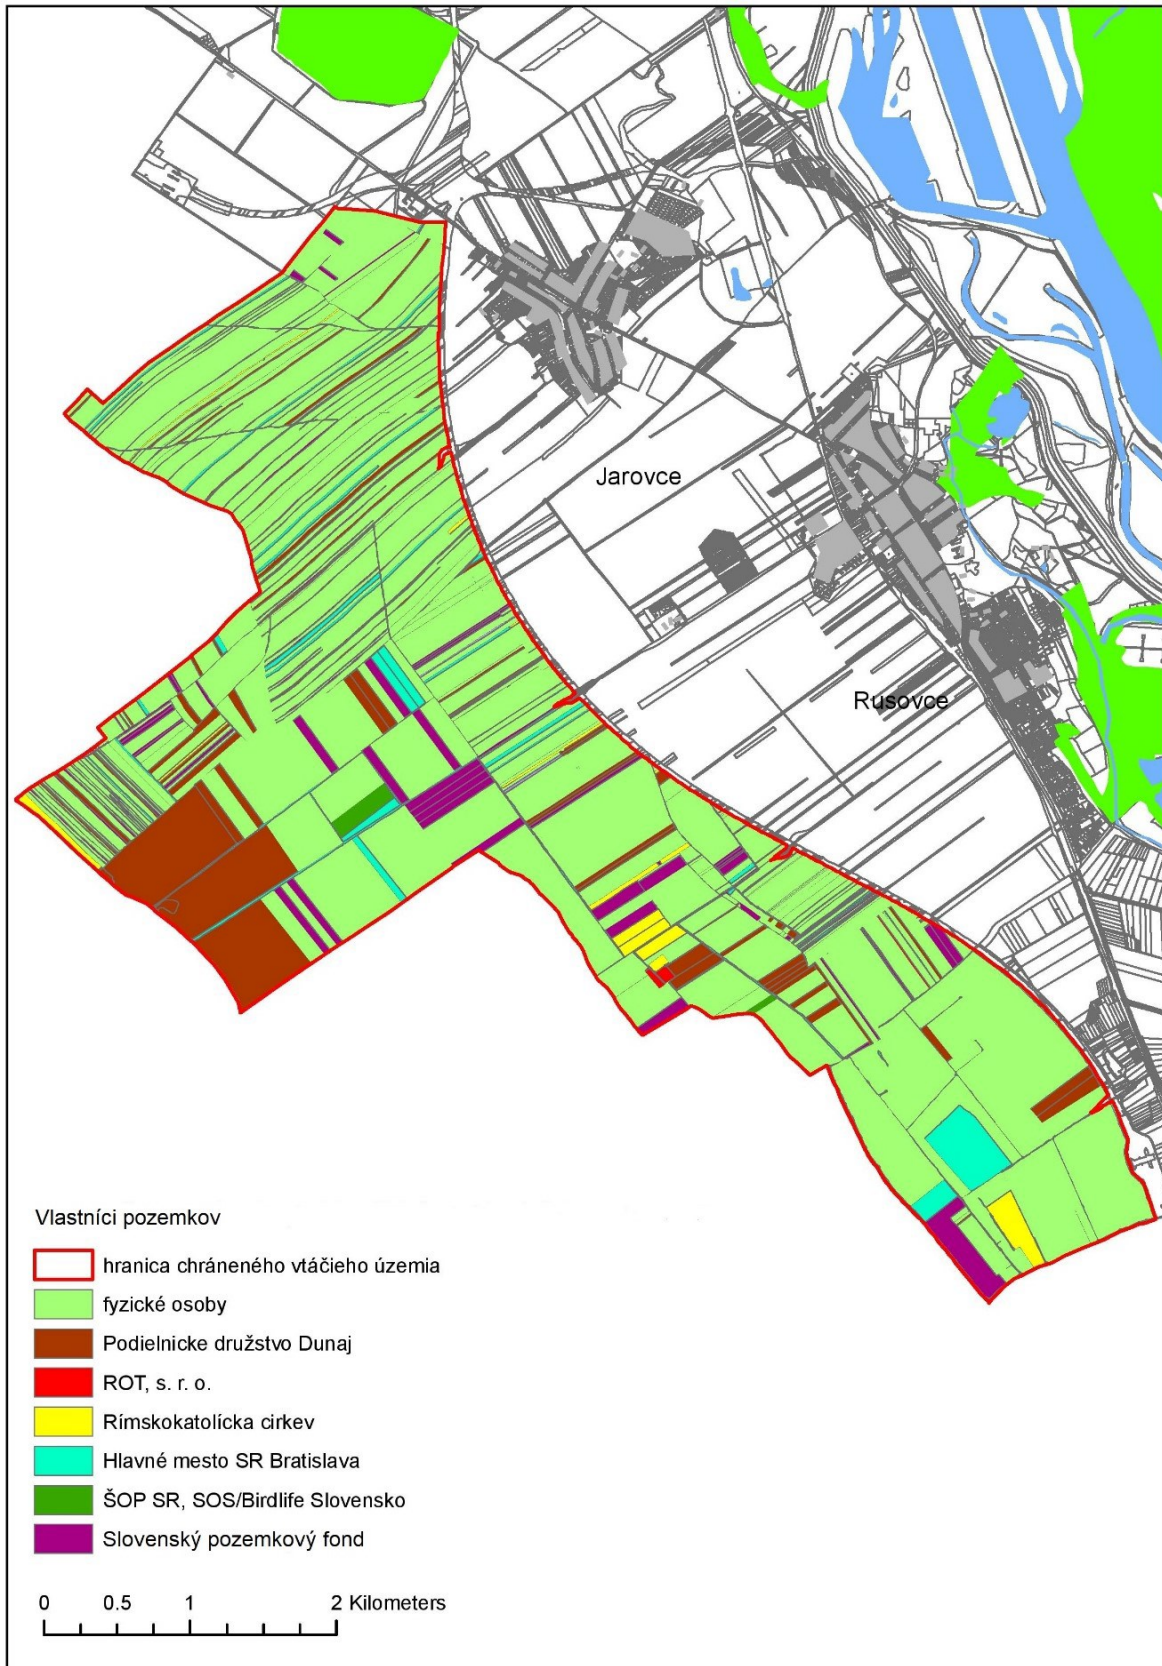 Jarovce
Rusovce
Vlastníci pozemkov
hranica chráneného vtáčieho územia
fyzické osoby
Podielnicke družstvo Dunaj
ROT, s. r. o.
Rímskokatolícka cirkev
Hlavné mesto SR Bratislava
ŠOP SR, SOS/Birdlife Slovensko
Slovenský pozemkový fond
0 0.5 1 2 Kilometers